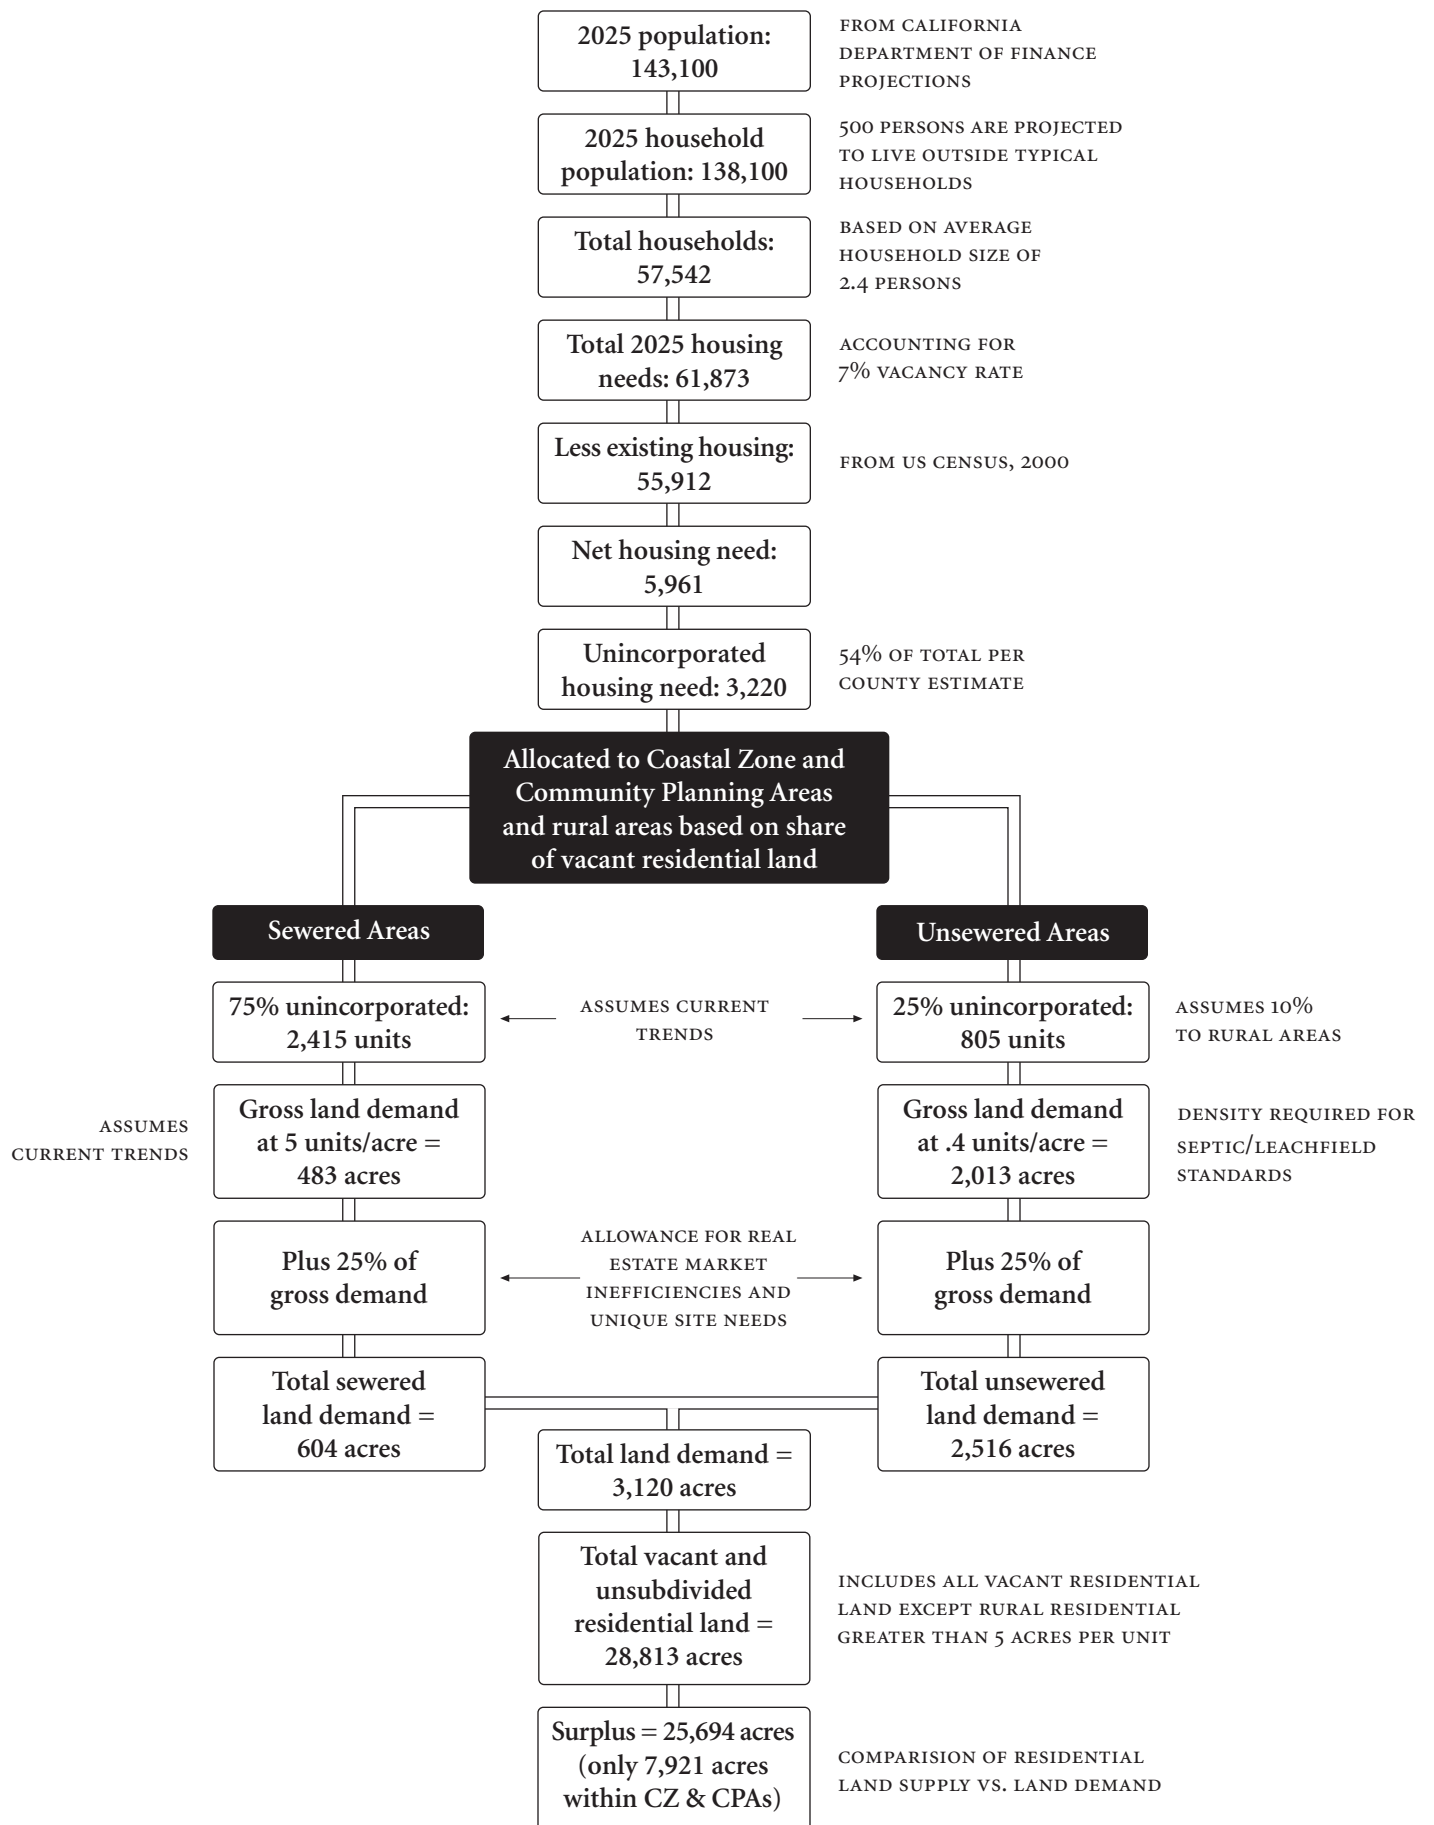 2025 population:
143,100
FROM CALIFORNIA
DEPARTMENT OF FINANCE
PROJECTIONS
2025 household
population: 138,100
500 PERSONS ARE PROJECTED
TO LIVE OUTSIDE TYPICAL
HOUSEHOLDS
Total households:
57,542
BASED ON AVERAGE
HOUSEHOLD SIZE OF
2.4 PERSONS
Total 2025 housing
needs: 61,873
ACCOUNTING FOR
7% VACANCY RATE
Less existing housing:
55,912
FROM US CENSUS, 2000
Net housing need:
5,961
Unincorporated
housing need: 3,220
54% OF TOTAL PER
COUNTY ESTIMATE
Allocated to Coastal Zone and
Community Planning Areas
and rural areas based on share
of vacant residential land
Sewered Areas
Unsewered Areas
75% unincorporated:
2,415 units
ASSUMES CURRENT
TRENDS
25% unincorporated:
805 units
ASSUMES 10%
TO RURAL AREAS
ASSUMES
CURRENT TRENDS
Gross land demand
at 5 units/acre =
483 acres
Gross land demand
at .4 units/acre =
2,013 acres
DENSITY REQUIRED FOR
SEPTIC/LEACHFIELD
STANDARDS
Plus 25% of
gross demand
ALLOWANCE FOR REAL
ESTATE MARKET
INEFFICIENCIES AND
UNIQUE SITE NEEDS
Plus 25% of
gross demand
Total sewered
land demand =
604 acres
Total unsewered
land demand =
2,516 acres
Total land demand =
3,120 acres
Total vacant and
unsubdivided
residential land =
28,813 acres
INCLUDES ALL VACANT RESIDENTIAL
LAND EXCEPT RURAL RESIDENTIAL
GREATER THAN 5 ACRES PER UNIT
Surplus = 25,694 acres
(only 7,921 acres
within CZ & CPAs)
COMPARISION OF RESIDENTIAL
LAND SUPPLY VS. LAND DEMAND